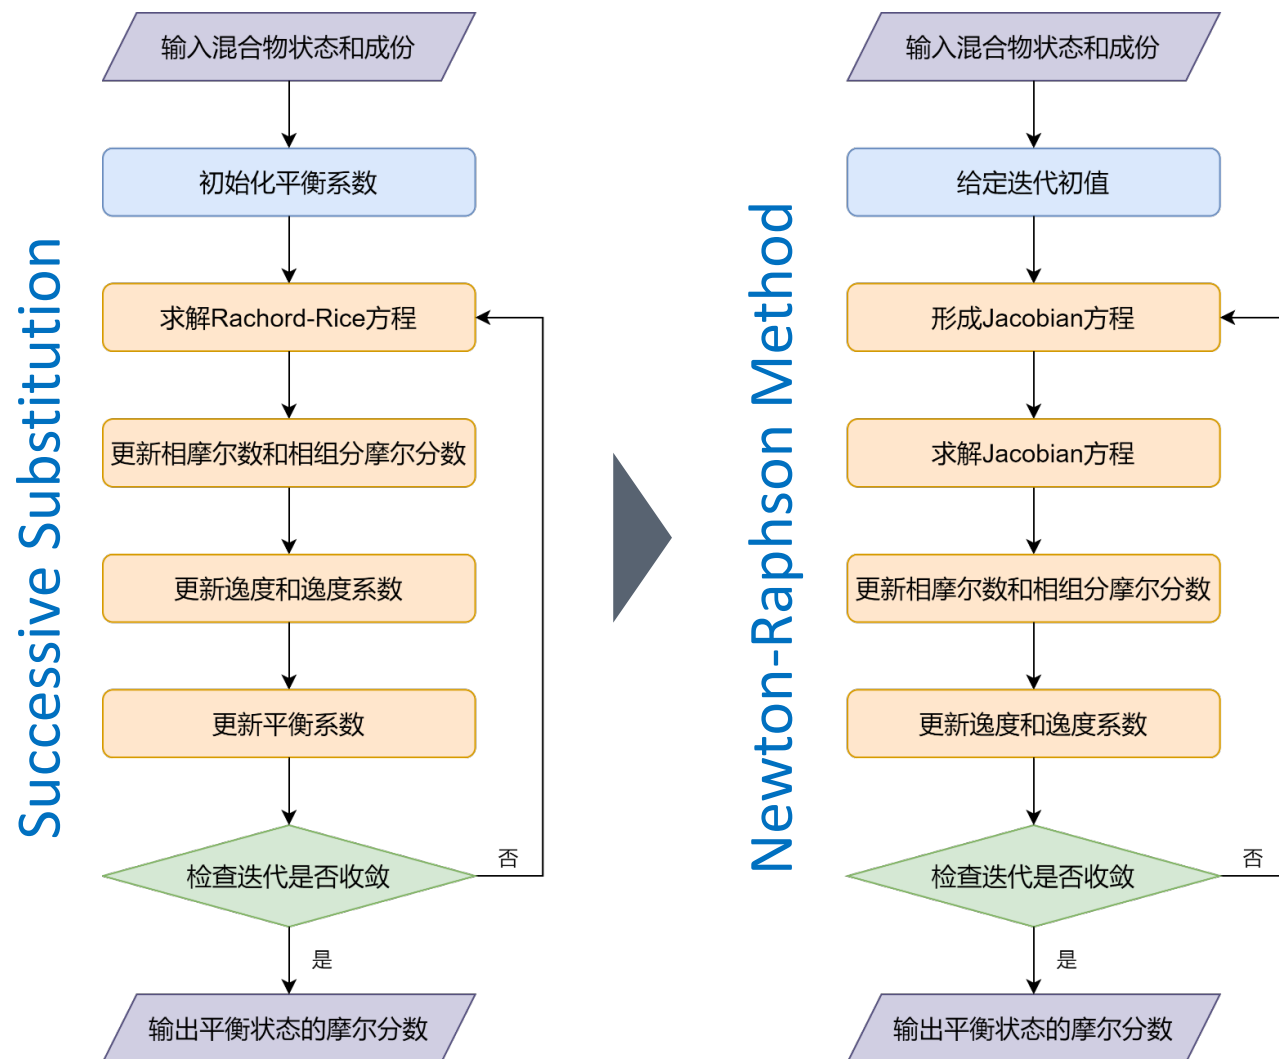 Successive Substitution
输入混合物状态和成份
初始化平衡系数
求解Rachord-Rice方程
更新相摩尔数和相组分摩尔分数
更新逸度和逸度系数
更新平衡系数
检查迭代是否收敛
否
是
输出平衡状态的摩尔分数
Newton-Raphson Method
输入混合物状态和成份
给定迭代初值
形成Jacobian方程
求解Jacobian方程
更新相摩尔数和相组分摩尔分数
更新逸度和逸度系数
检查迭代是否收敛
否
是
输出平衡状态的摩尔分数